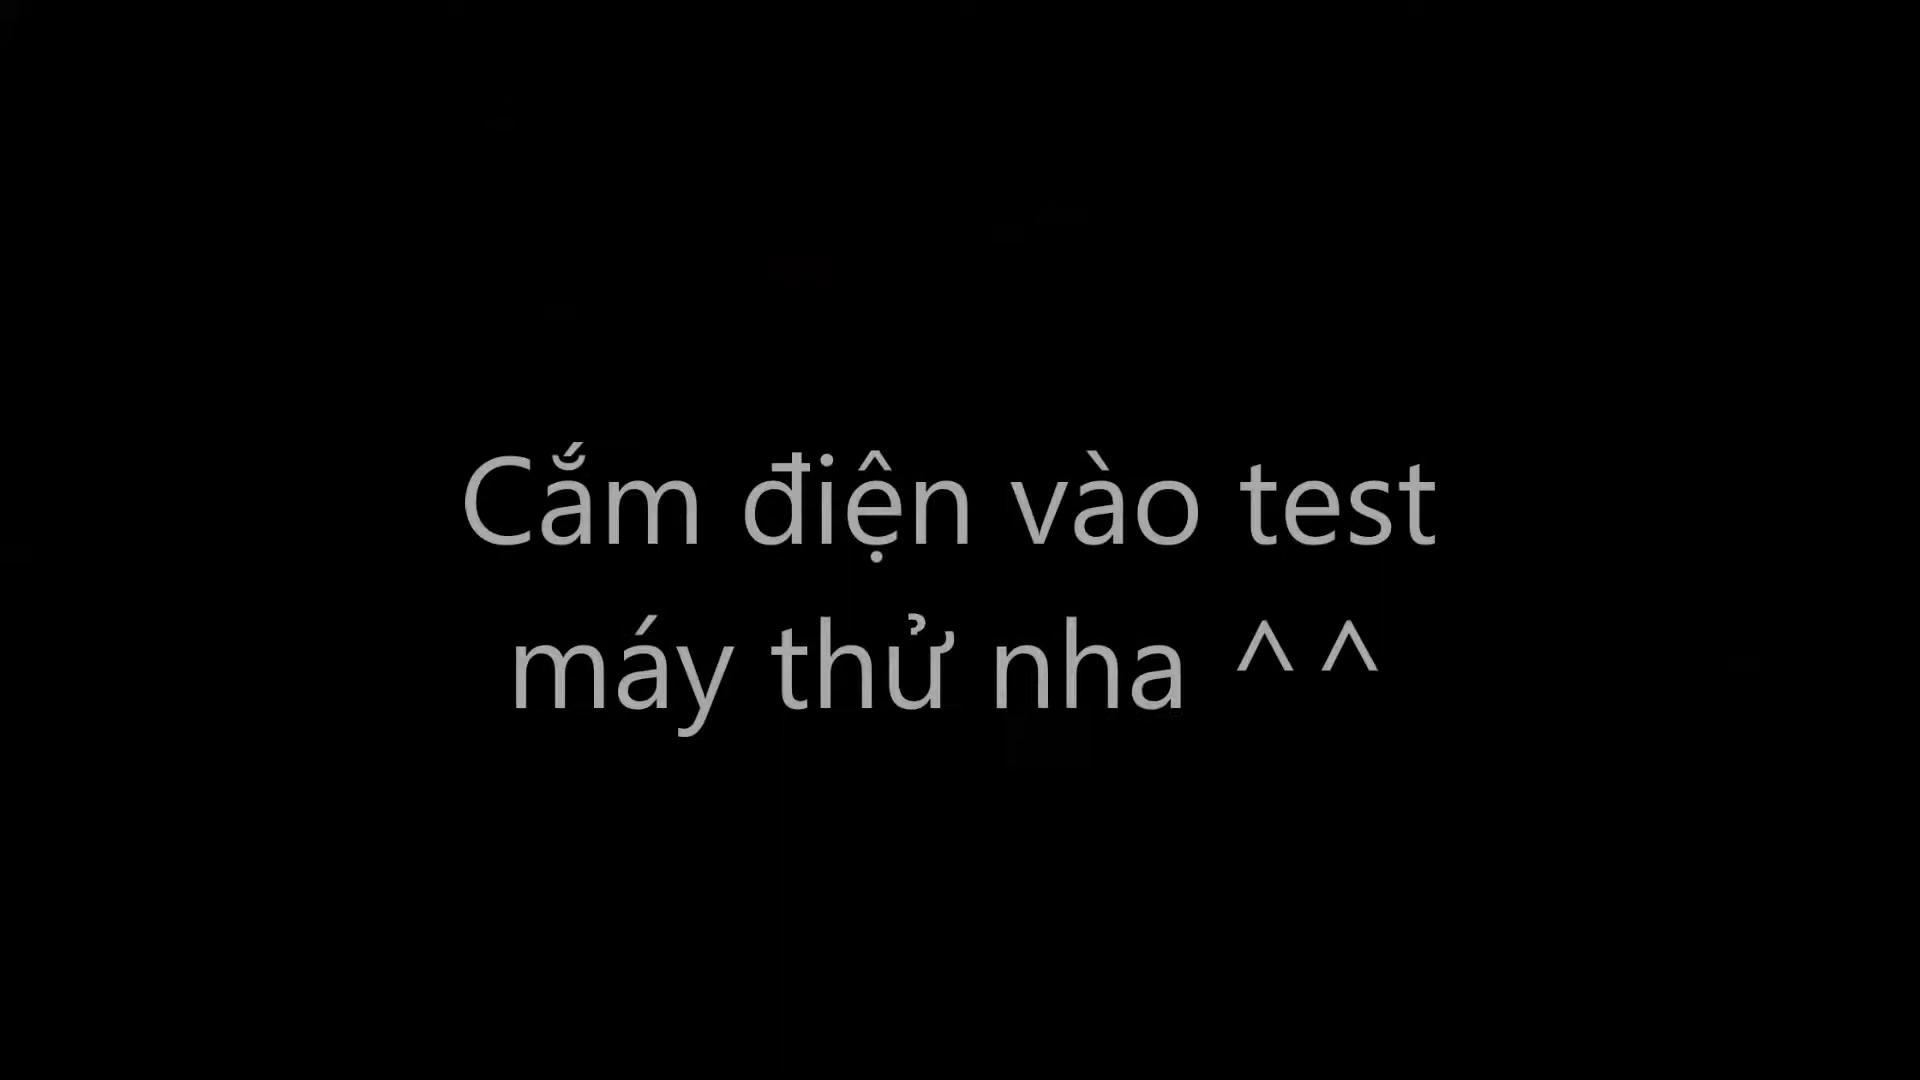 Cắm điện vào test
máy thử nha ^^